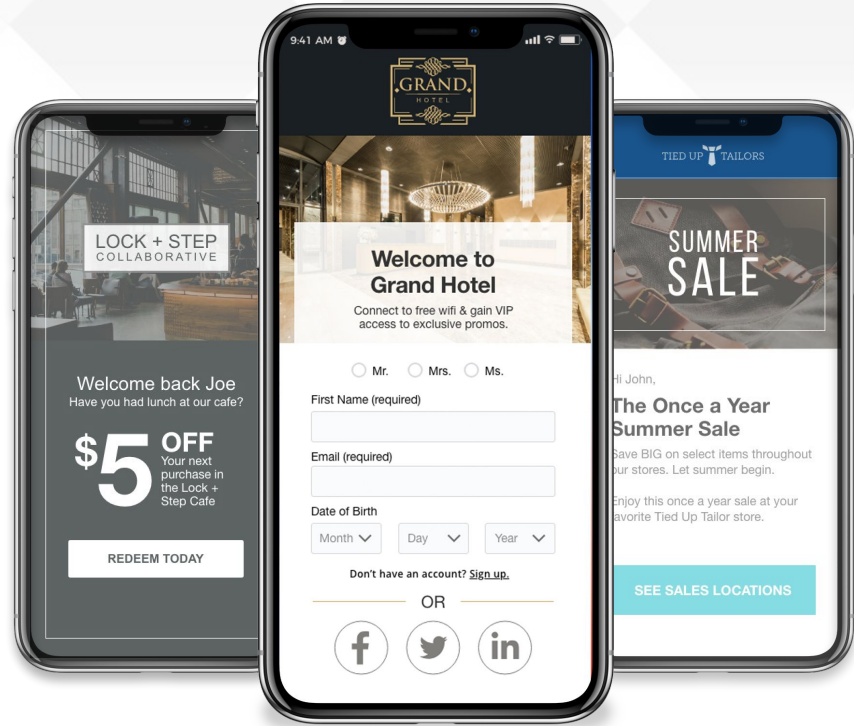 LOCK + STEP
COLLABORATIVE
Welcome back Joe
Have you had lunch at our cafe?
$5 OFF
Your next
purchase in
the Lock +
Step Cafe
REDEEM TODAY
9:41 AM
GRAND
HOTEL
Welcome to
Grand Hotel
Connect to free wifi & gain VIP
access to exclusive promos.
Mr. Mrs. Ms.
First Name (required)
Email (required)
Date of Birth
Month Day Year
Don't have an account? Sign up.
OR
f in
TIED UP TAILORS
SUMMER
SALE
Hi John,
The Once a Year
Summer Sale
Save BIG on select items throughout
our stores. Let summer begin.
Enjoy this once a year sale at your
favorite Tied Up Tailor store.
SEE SALES LOCATIONS